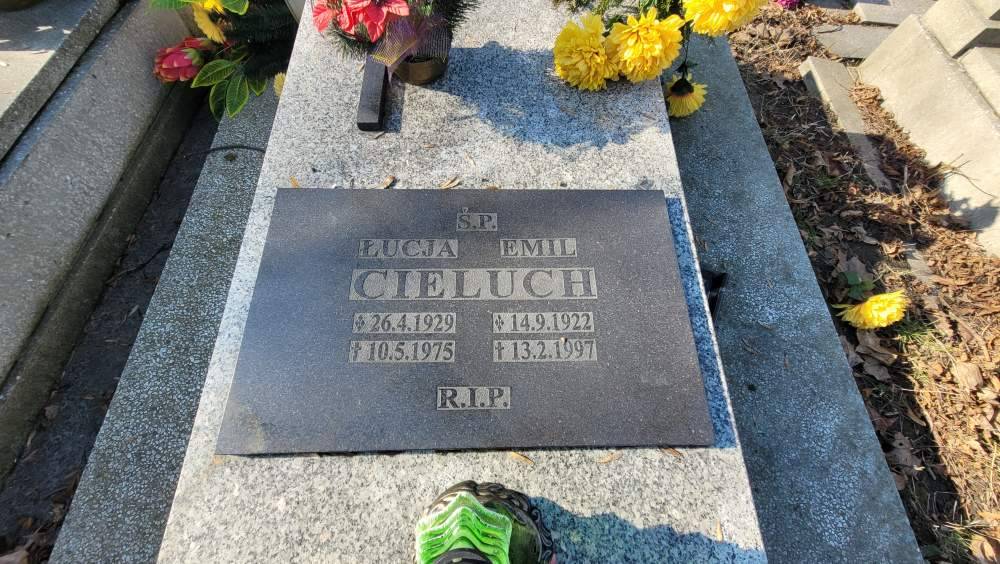 Ś.P.
ŁUCJA EMIL
CIELUCH
26.4.1929 14.9.1922
†10.5.1975 †13.2.1997
R.I.P.